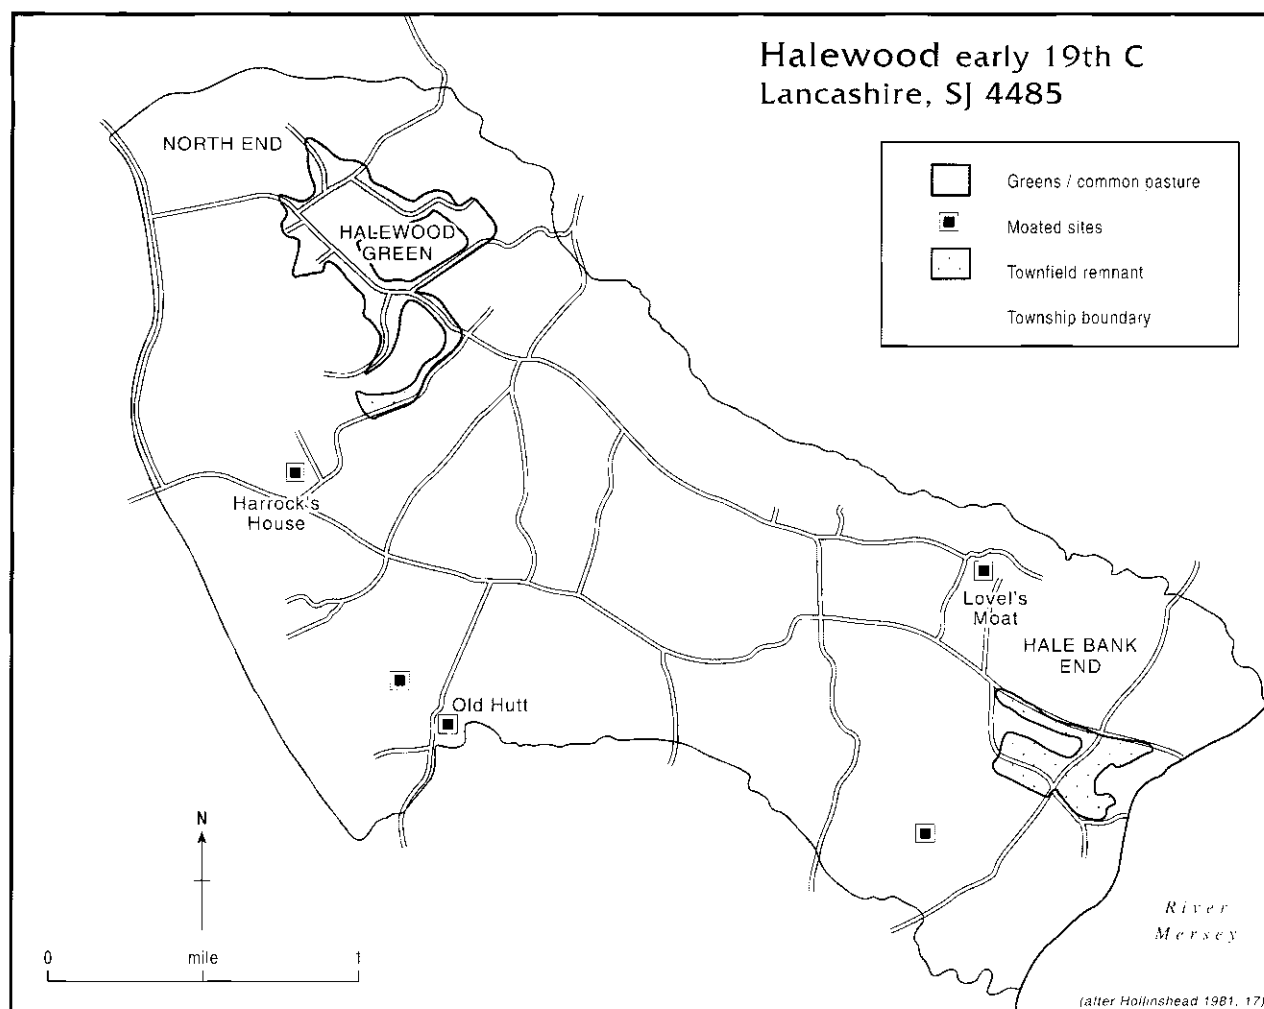 Halewood early 19th C
Lancashire, SJ 4485
NORTH END
Greens / common pasture
Moated sites
Townfield remnant
Township boundary
HALEWOOD
GREEN
Harrock's
House
Lovel's
Moat
HALE BANK
END
Old Hutt
N
River
Mersey
0 mile 1
(after Hollinshead 1981, 17)